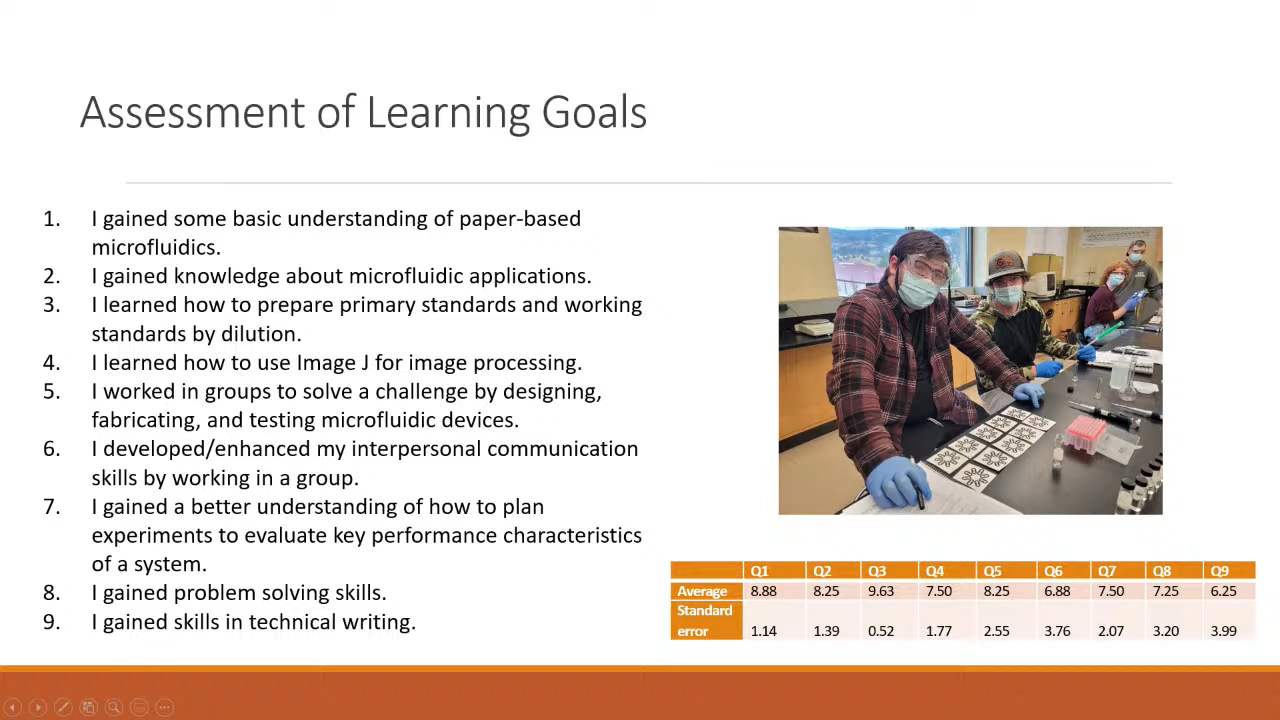 Assessment of Learning Goals
1. I gained some basic understanding of paper-based
microfluidics.
2. I gained knowledge about microfluidic applications.
3. I learned how to prepare primary standards and working
standards by dilution.
4. I learned how to use Image J for image processing.
5. I worked in groups to solve a challenge by designing,
fabricating, and testing microfluidic devices.
6. I developed/enhanced my interpersonal communication
skills by working in a group.
7. I gained a better understanding of how to plan
experiments to evaluate key performance characteristics
of a system.
8. I gained problem solving skills.
9. I gained skills in technical writing.
Q1 Q2 Q3 Q4 Q5 Q6 Q7 Q8 Q9
Average 8.88 8.25 9.63 7.50 8.25 6.88 7.50 7.25 6.25
Standard
error 1.14 1.39 0.52 1.77 2.55 3.76 2.07 3.20 3.99